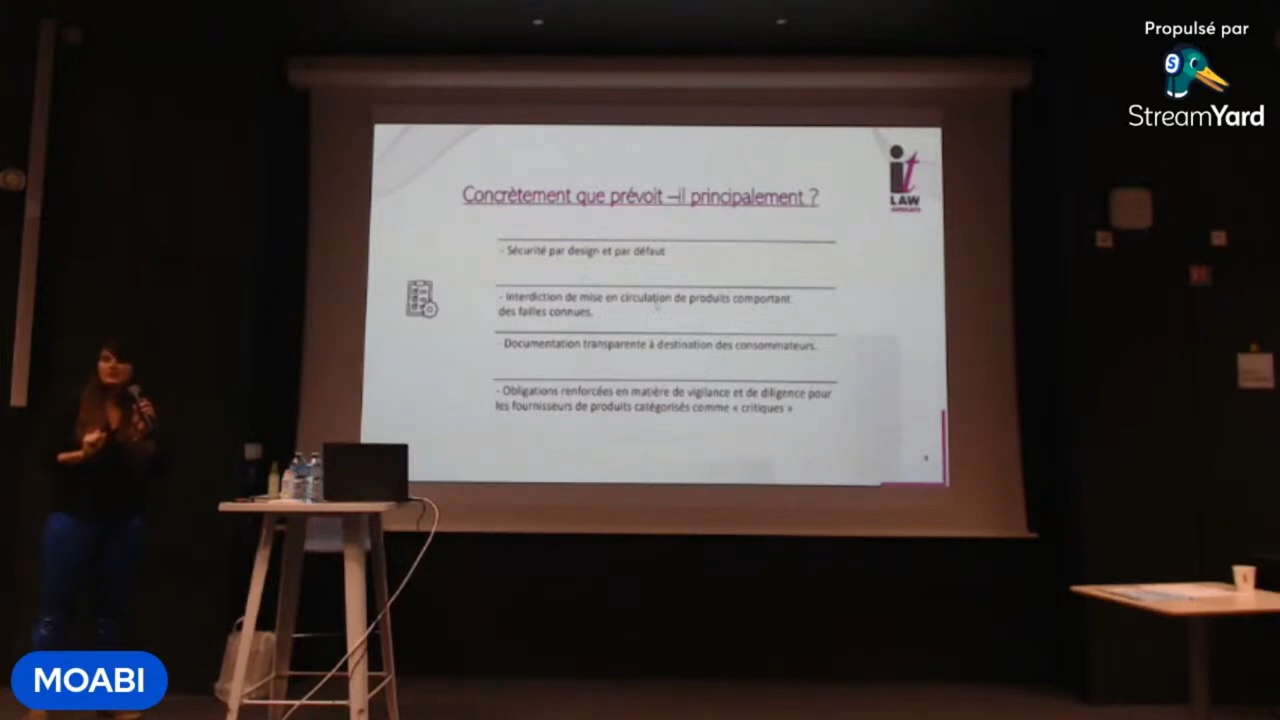 Propulsé par
StreamYard
it
LAW
AVOCATS
Concrètement que prévoit –il principalement ?
- Sécurité par design et par défaut
- Interdiction de mise en circulation de produits comportant
des failles connues.
Documentation transparente à destination des consommateurs.
- Obligations renforcées en matière de vigilance et de diligence pour
les fournisseurs de produits catégorisés comme « critiques »
MOABI